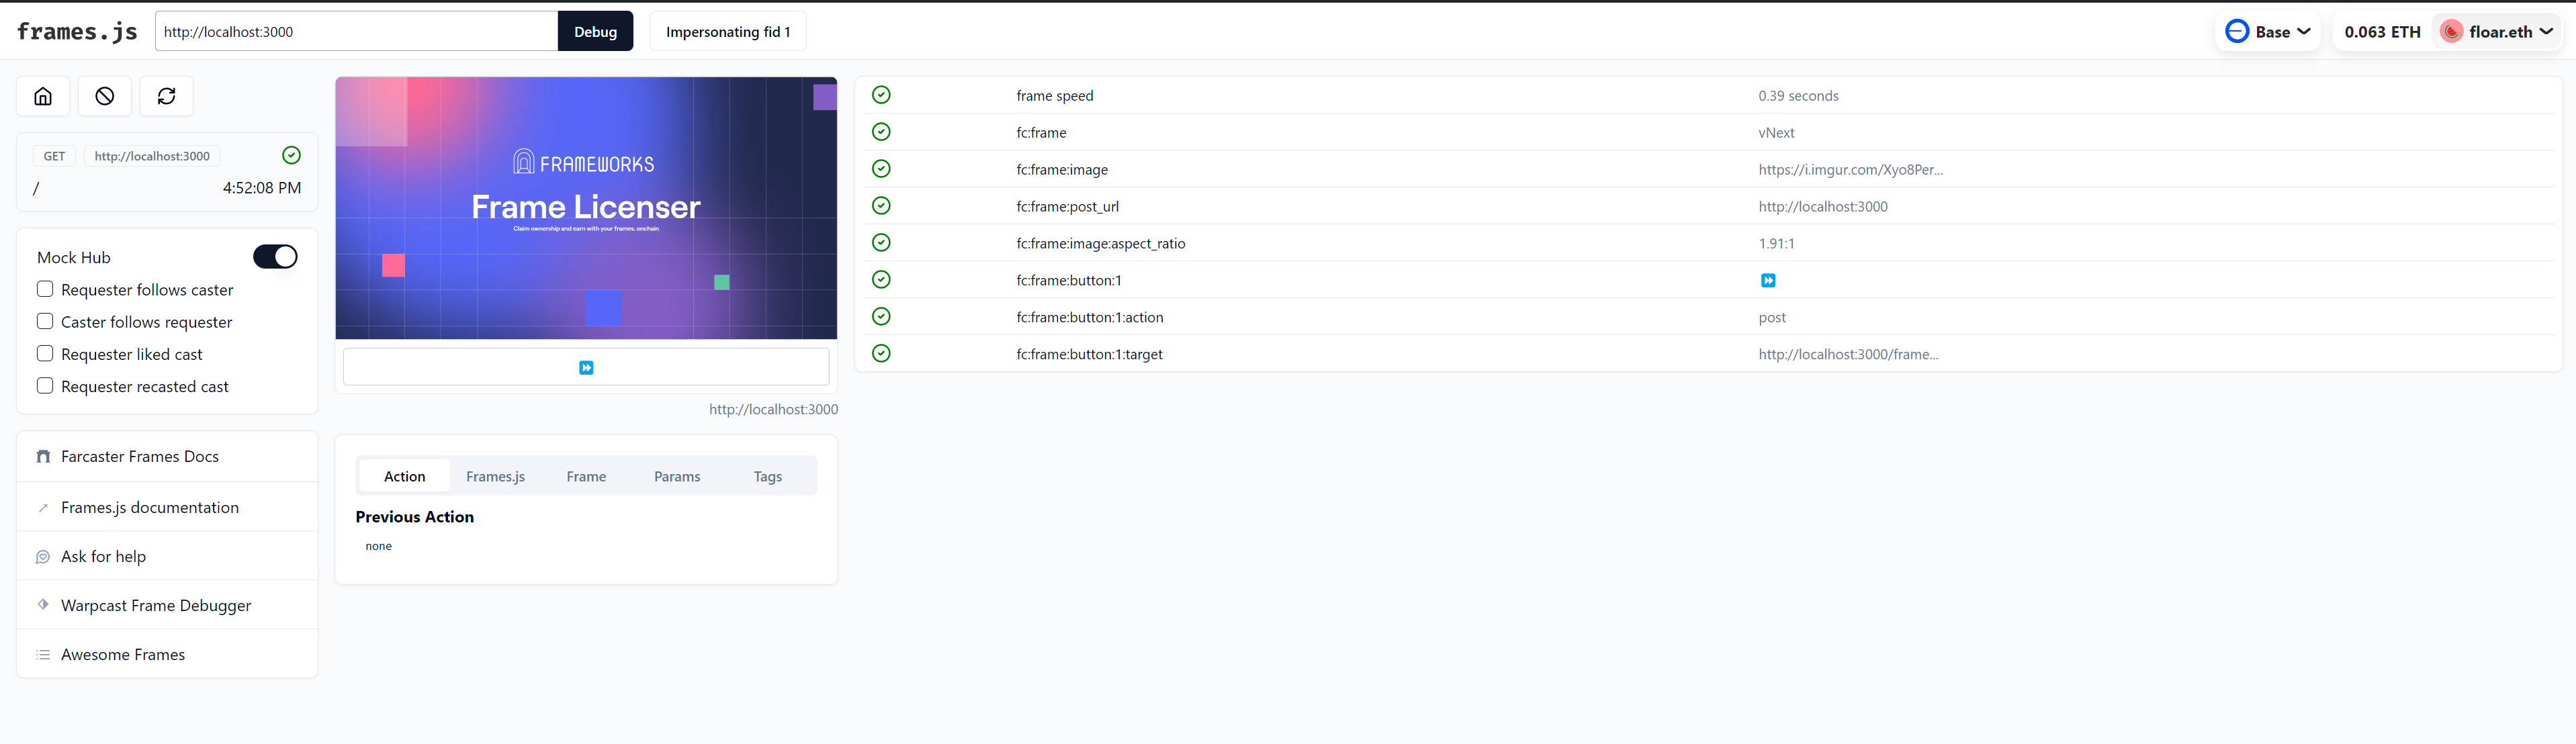 frames.js
http://localhost:3000
Debug
Impersonating fid 1
Base
0.063 ETH
floar.eth
GET
http://localhost:3000
/
4:52:08 PM
Mock Hub
Requester follows caster
Caster follows requester
Requester liked cast
Requester recasted cast
Farcaster Frames Docs
Frames.js documentation
Ask for help
Warpcast Frame Debugger
Awesome Frames
FRAMEWORKS
Frame Licenser
Claim ownership and earn with your frames, onchain
http://localhost:3000
Action
Frames.js
Frame
Params
Tags
Previous Action
none
frame speed
0.39 seconds
fc:frame
vNext
fc:frame:image
https://i.imgur.com/Xyo8Per...
fc:frame:post_url
http://localhost:3000
fc:frame:image:aspect_ratio
1.91:1
fc:frame:button:1
⏩
fc:frame:button:1:action
post
fc:frame:button:1:target
http://localhost:3000/frame...